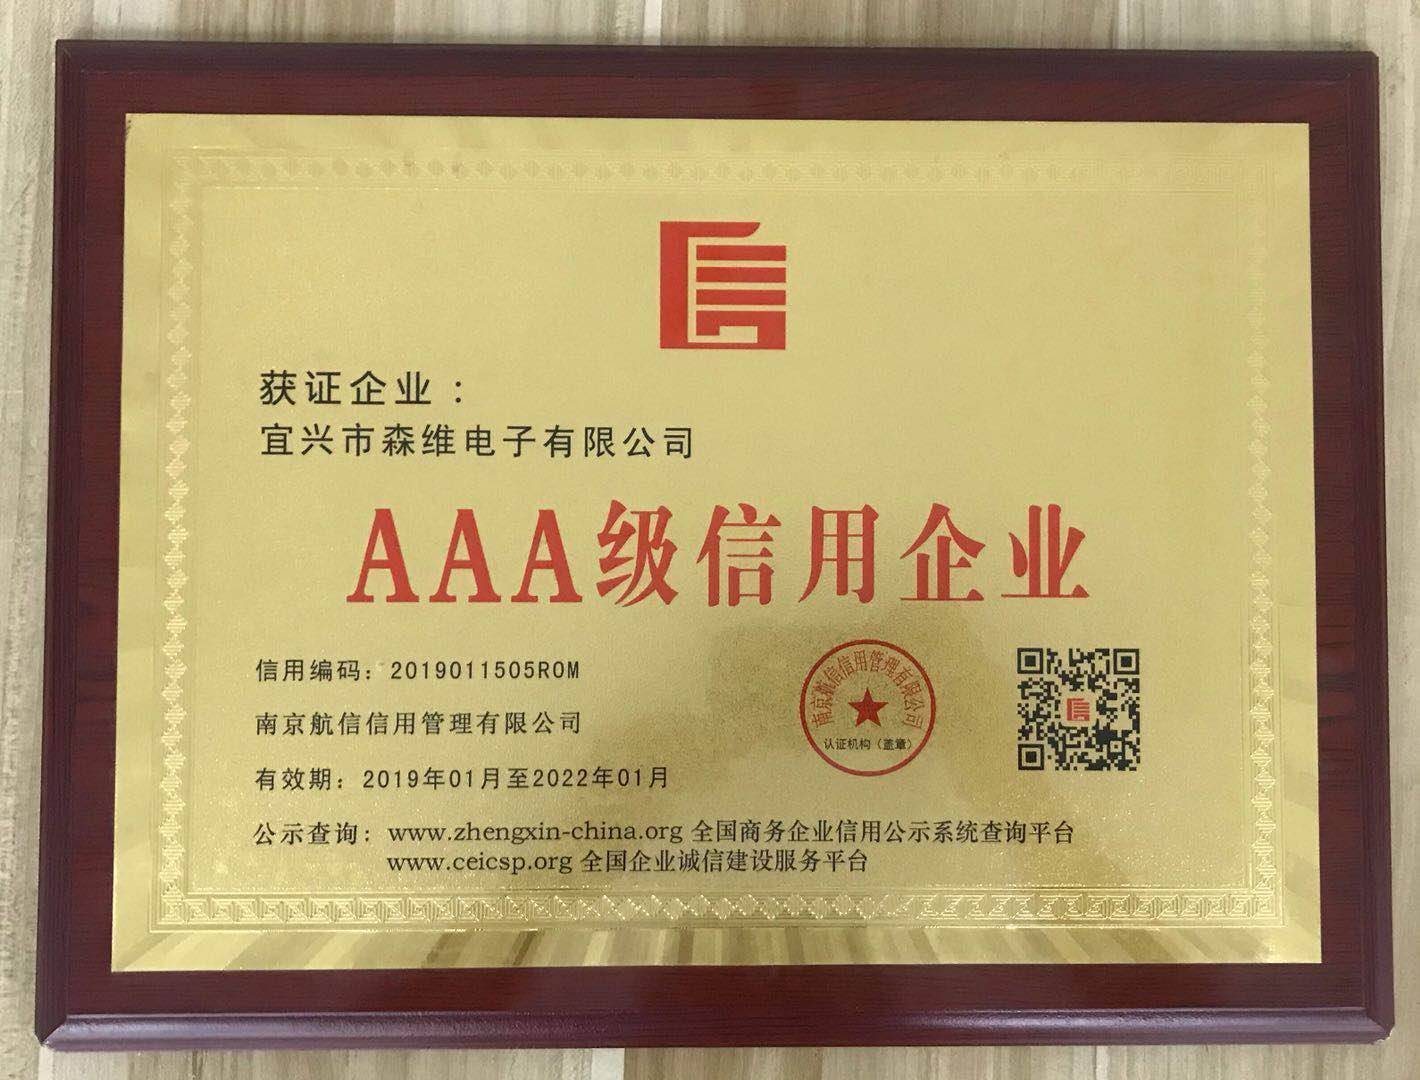 获证企业：
宜兴市森维电子有限公司
AAA级信用企业
信用编码：2019011505ROM
南京航信信用管理有限公司
有效期：2019年01月至2022年01月
南京航信信用管理有限公司
认证机构（盖章）
公示查询：www.zhengxin-china.org 全国商务企业信用公示系统查询平台
www.ceicsp.org 全国企业诚信建设服务平台